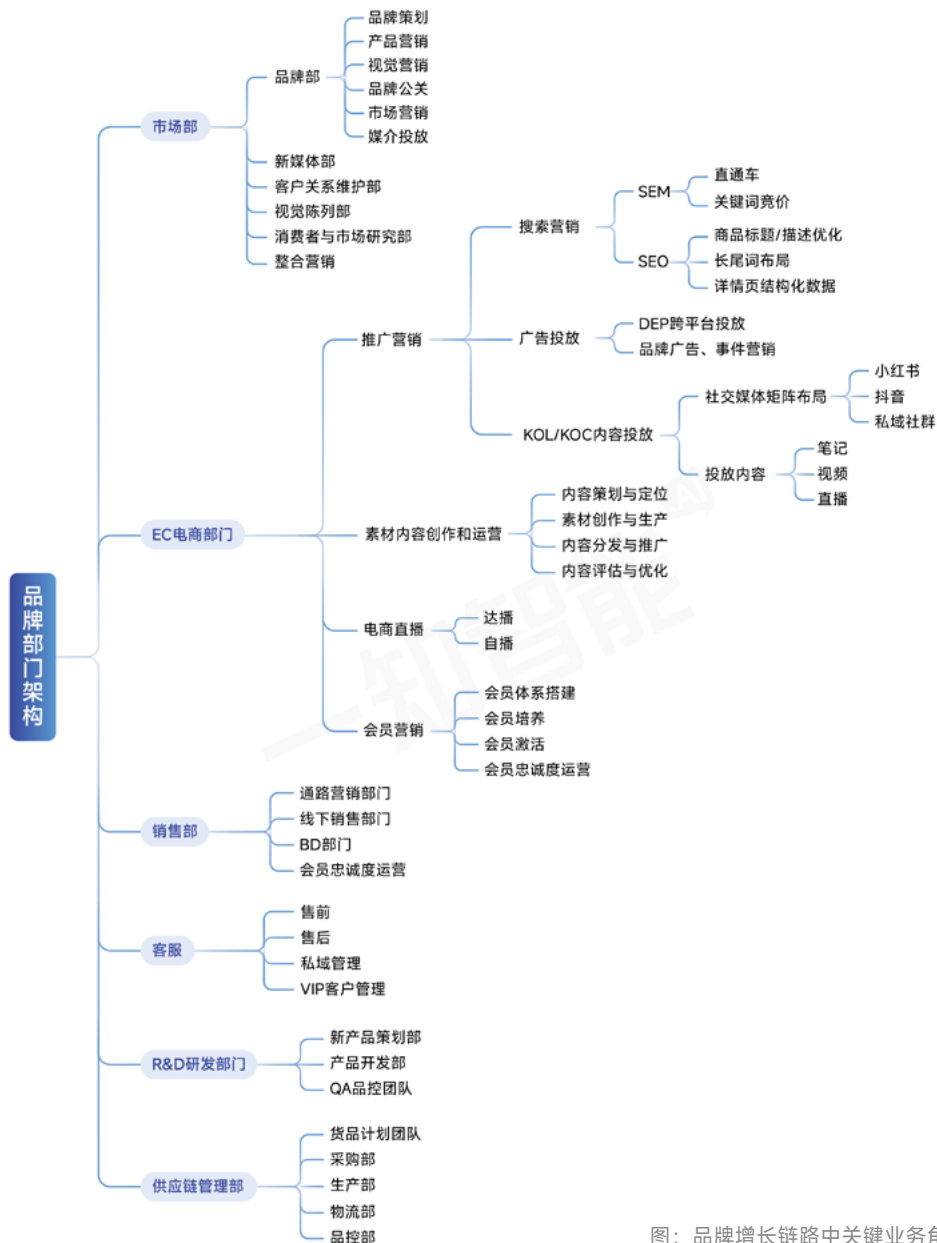 品牌部门架构
市场部
品牌部
品牌策划
产品营销
视觉营销
品牌公关
市场营销
媒介投放
新媒体部
客户关系维护部
视觉陈列部
消费者与市场研究部
整合营销
EC电商部门
推广营销
搜索营销
SEM
直通车
关键词竞价
SEO
商品标题/描述优化
长尾词布局
详情页结构化数据
广告投放
DEP跨平台投放
品牌广告、事件营销
KOL/KOC内容投放
社交媒体矩阵布局
小红书
抖音
私域社群
投放内容
笔记
视频
直播
素材内容创作和运营
内容策划与定位
素材创作与生产
内容分发与推广
内容评估与优化
电商直播
达播
自播
会员营销
会员体系搭建
会员培养
会员激活
会员忠诚度运营
销售部
通路营销部门
线下销售部门
BD部门
会员忠诚度运营
客服
售前
售后
私域管理
VIP客户管理
R&D研发部门
新产品策划部
产品开发部
QA品控团队
供应链管理部
货品计划团队
采购部
生产部
物流部
品控部
图：品牌增长链路中关键业务角
一知智能
AI